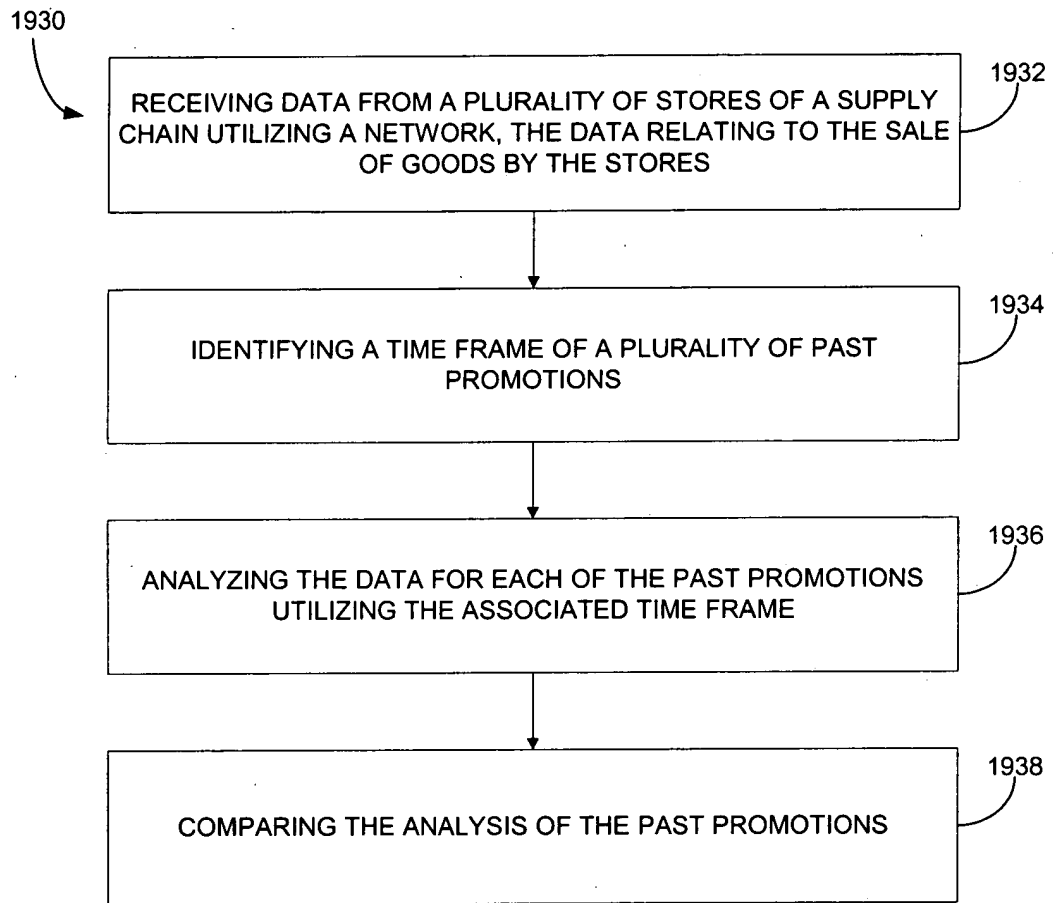 1930
1932
RECEIVING DATA FROM A PLURALITY OF STORES OF A SUPPLY
CHAIN UTILIZING A NETWORK, THE DATA RELATING TO THE SALE
OF GOODS BY THE STORES
1934
IDENTIFYING A TIME FRAME OF A PLURALITY OF PAST
PROMOTIONS
1936
ANALYZING THE DATA FOR EACH OF THE PAST PROMOTIONS
UTILIZING THE ASSOCIATED TIME FRAME
1938
COMPARING THE ANALYSIS OF THE PAST PROMOTIONS